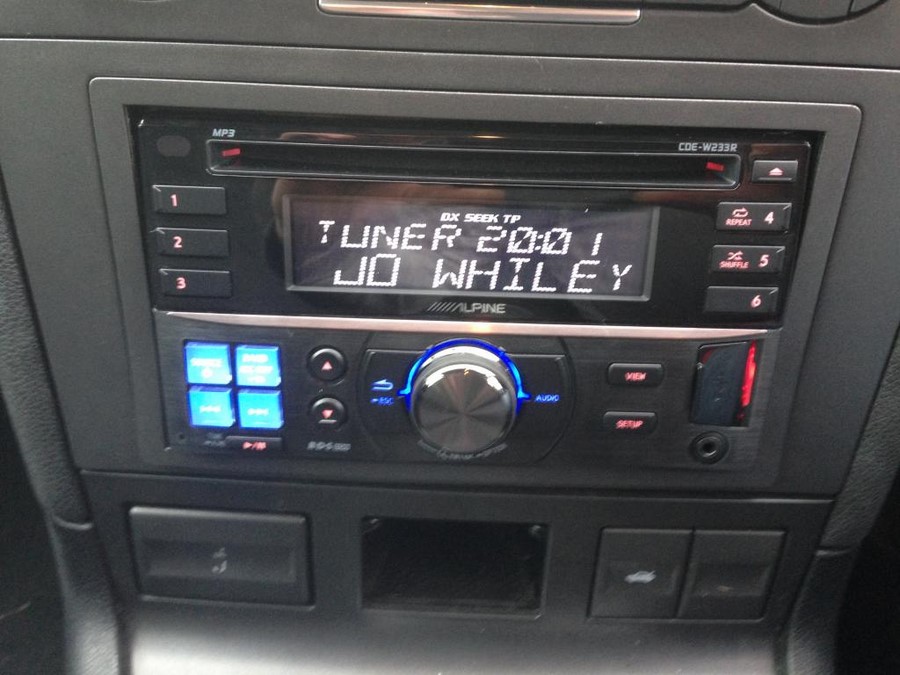 MP3
CDE-W233R
1
2
3
DX SEEK TP
TUNER 20:01
JO WHILEY
REPEAT 4
SHUFFLE 5
6
ALPINE
VIEW
AUDIO
SETUP